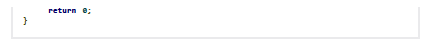 return 0;
}